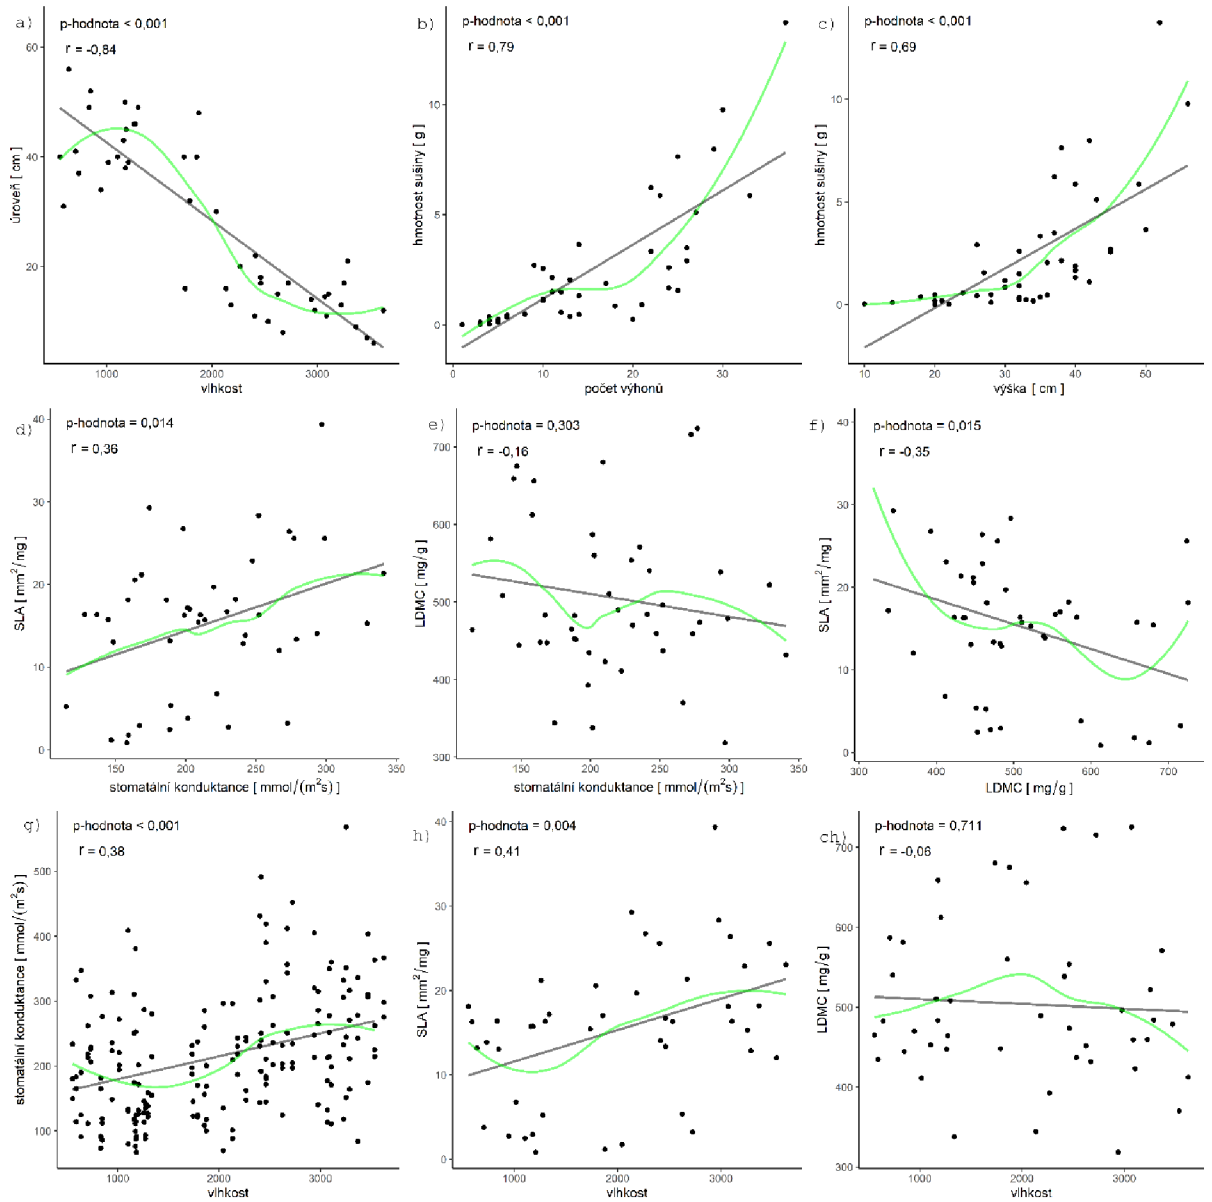 a)
p-hodnota < 0,001
r = -0,84
úroveň [ cm]
60
40
20
1000
2000
3000
vlhkost
b)
p-hodnota < 0,001
r = 0,79
hmotnost sušiny [ g ]
10
5
0
0
10
20
30
počet výhonů
c)
p-hodnota < 0,001
r = 0,69
hmotnost sušiny [ g ]
10
5
0
10
20
30
40
50
výška [ cm ]
d)
p-hodnota = 0,014
r = 0,36
SLA [ mm²/mg ]
40
30
20
10
0
150
200
250
300
350
stomatální konduktance [ mmol/(m²s) ]
e)
p-hodnota = 0,303
r = -0,16
LDMC [ mg/g ]
700
600
500
400
300
150
200
250
300
350
stomatální konduktance [ mmol/(m²s) ]
f)
p-hodnota = 0,015
r = -0,35
SLA [ mm²/mg ]
40
30
20
10
0
300
400
500
600
700
LDMC [ mg/g ]
g)
p-hodnota < 0,001
r = 0,38
stomatální konduktance [ mmol/(m²s) ]
500
400
300
200
100
1000
2000
3000
vlhkost
h)
p-hodnota = 0,004
r = 0,41
SLA [ mm²/mg ]
40
30
20
10
0
1000
2000
3000
vlhkost
ch)
p-hodnota = 0,711
r = -0,06
LDMC [ mg/g ]
700
600
500
400
300
1000
2000
3000
vlhkost